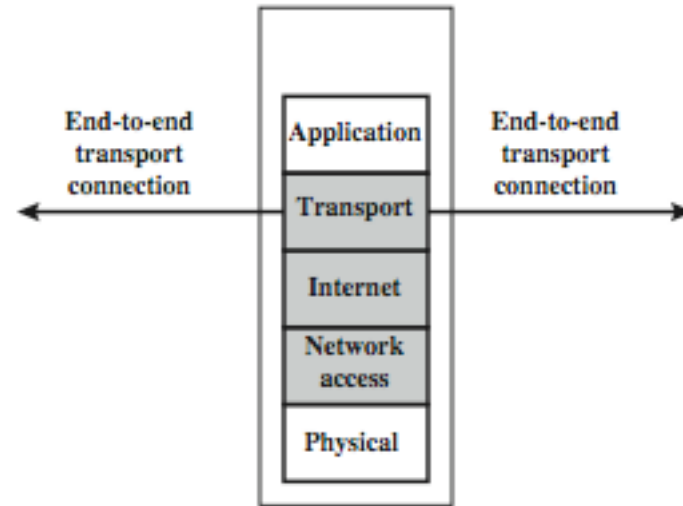 End-to-end
transport
connection
Application
Transport
Internet
Network
access
Physical
End-to-end
transport
connection